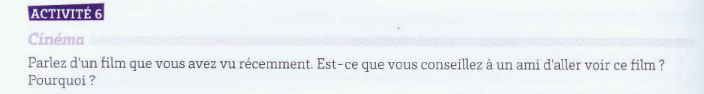 ACTIVITÉ 6
Cinéma
Parlez d'un film que vous avez vu récemment. Est-ce que vous conseillez à un ami d'aller voir ce film ?
Pourquoi ?